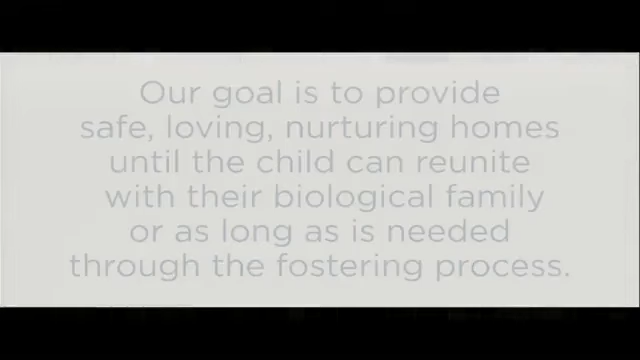 Our goal is to provide
safe, loving, nurturing homes
until the child can reunite
with their biological family
or as long as is needed
through the fostering process.